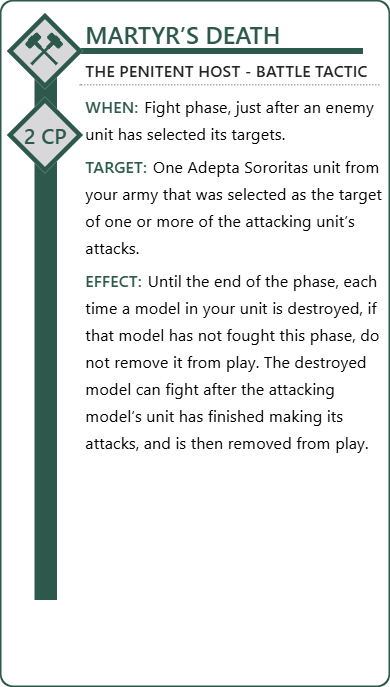 MARTYR’S DEATH
THE PENITENT HOST - BATTLE TACTIC
WHEN: Fight phase, just after an enemy
unit has selected its targets.
2 CP
TARGET: One Adepta Sororitas unit from
your army that was selected as the target
of one or more of the attacking unit’s
attacks.
EFFECT: Until the end of the phase, each
time a model in your unit is destroyed, if
that model has not fought this phase, do
not remove it from play. The destroyed
model can fight after the attacking
model’s unit has finished making its
attacks, and is then removed from play.